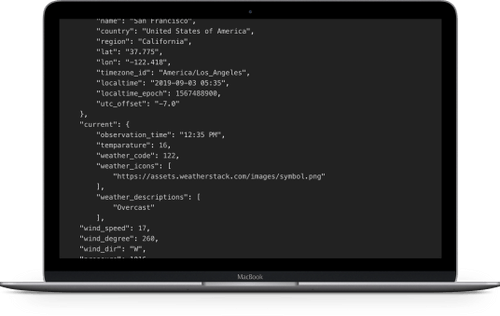 "name": "San Francisco",
"country": "United States of America",
"region": "California",
"lat": "37.775",
"lon": "-122.418",
"timezone_id": "America/Los_Angeles",
"localtime": "2019-09-03 05:35",
"localtime_epoch": 1567488900,
"utc_offset": "-7.0"
},
"current": {
"observation_time": "12:35 PM",
"temparature": 16,
"weather_code": 122,
"weather_icons": [
"https://assets.weatherstack.com/images/symbol.png"
],
"weather_descriptions": [
"Overcast"
],
"wind_speed": 17,
"wind_degree": 260,
"wind_dir": "W",
MacBook